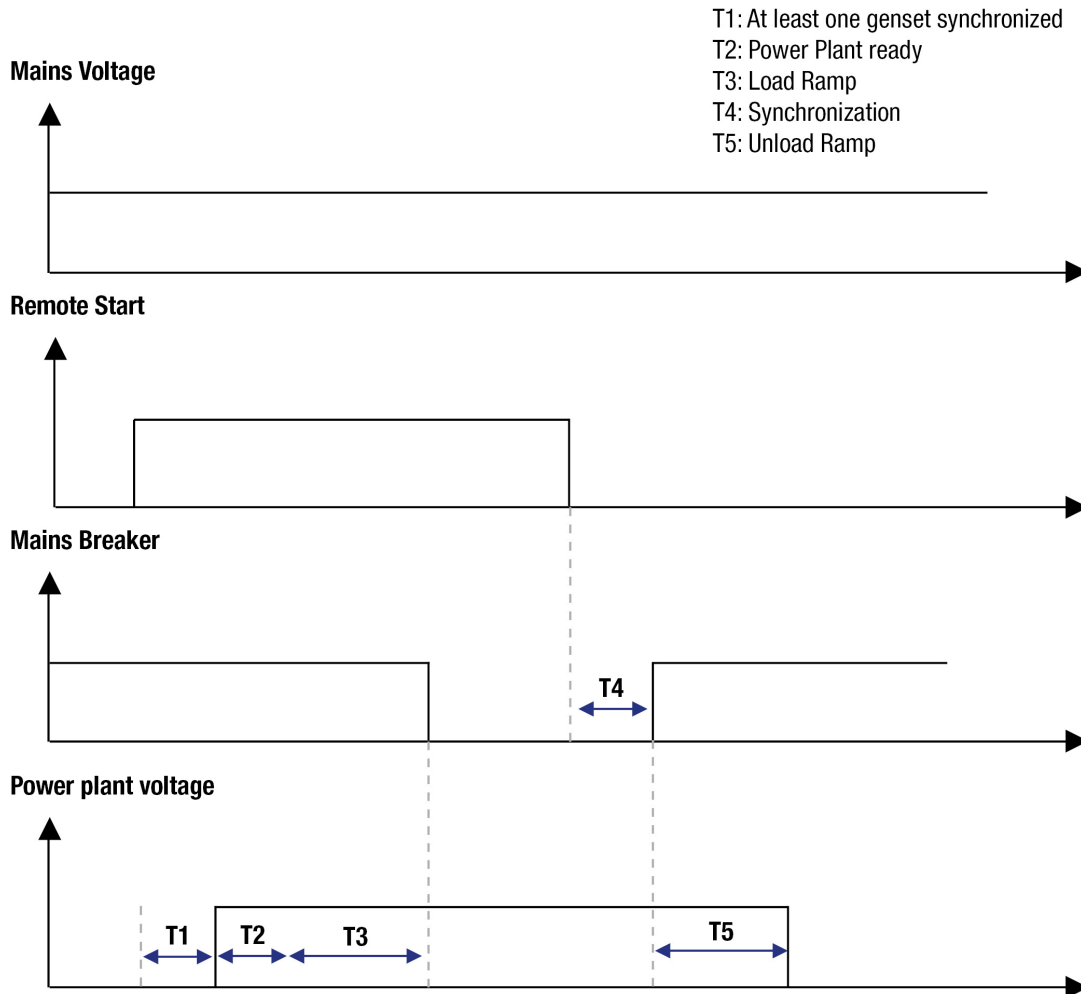 T1: At least one genset synchronized
T2: Power Plant ready
T3: Load Ramp
T4: Synchronization
T5: Unload Ramp
Mains Voltage
Remote Start
Mains Breaker
T4
Power plant voltage
T1 T2 T3 T5